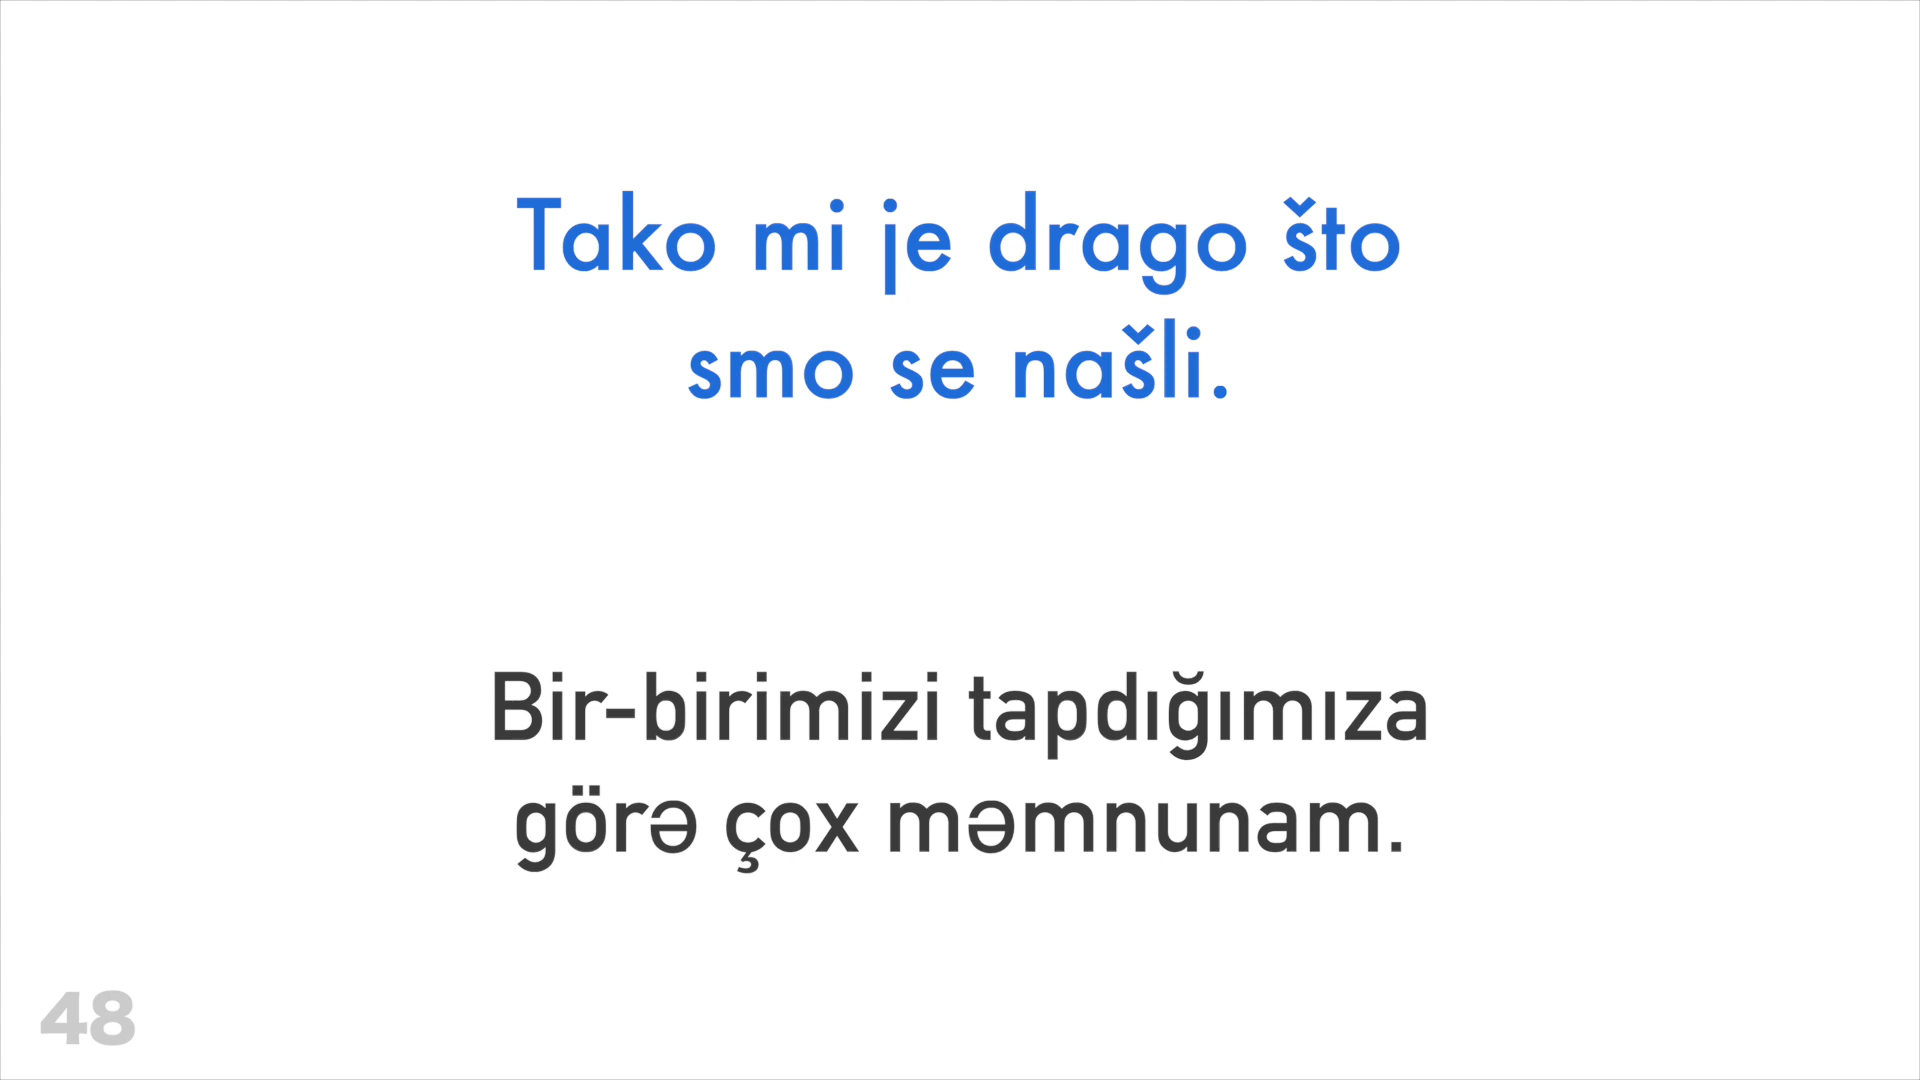 Tako mi je drago što
smo se našli.
Bir-birimizi tapdığımıza
görə çox məmnunam.
48